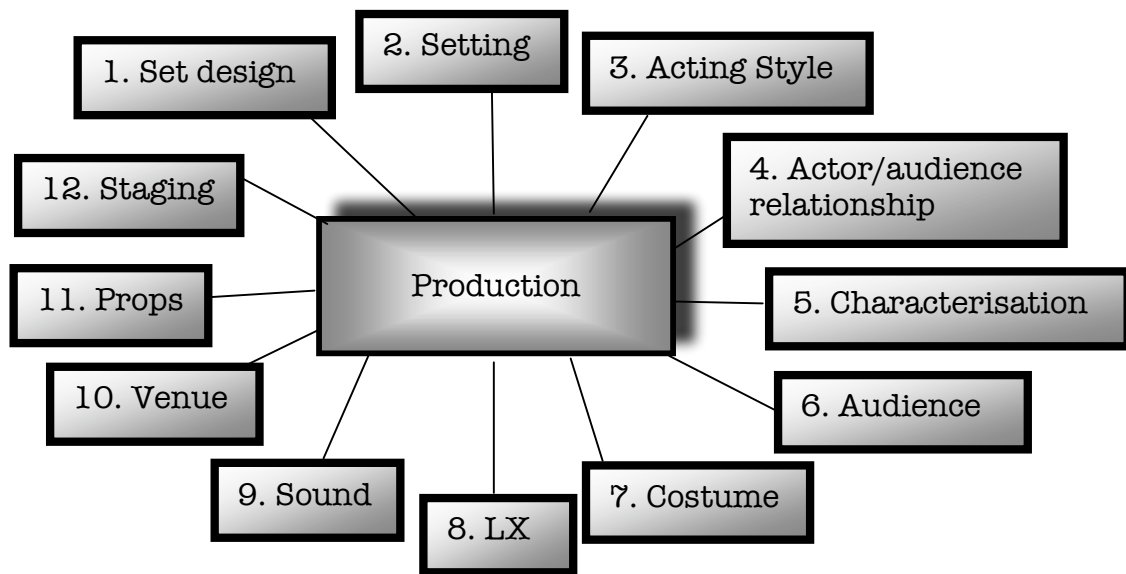 1. Set design
2. Setting
3. Acting Style
4. Actor/audience
relationship
5. Characterisation
6. Audience
7. Costume
8. LX
9. Sound
10. Venue
11. Props
12. Staging
Production